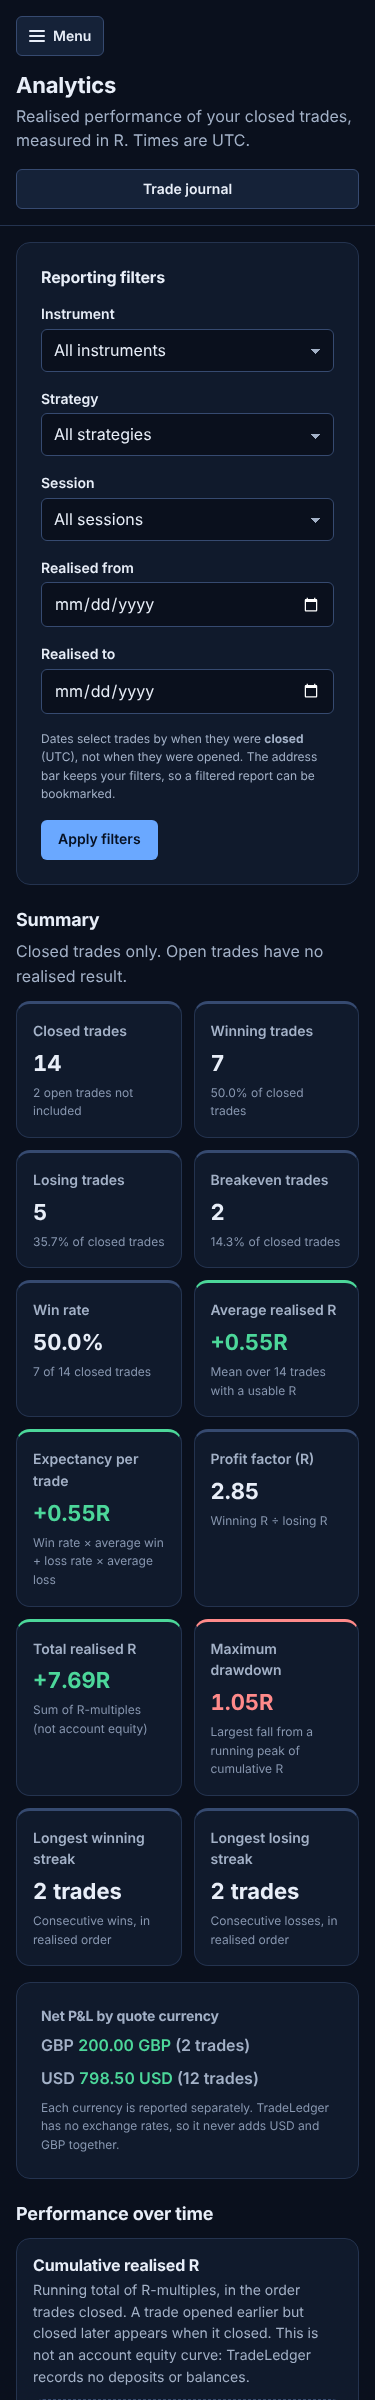 Menu
Analytics
Realised performance of your closed trades,
measured in R. Times are UTC.
Trade journal
Reporting filters
Instrument
All instruments
Strategy
All strategies
Session
All sessions
Realised from
mm/dd/yyyy
Realised to
mm/dd/yyyy
Dates select trades by when they were closed
(UTC), not when they were opened. The address
bar keeps your filters, so a filtered report can be
bookmarked.
Apply filters
Summary
Closed trades only. Open trades have no
realised result.
Closed trades
14
2 open trades not
included
Winning trades
7
50.0% of closed
trades
Losing trades
5
35.7% of closed trades
Breakeven trades
2
14.3% of closed trades
Win rate
50.0%
7 of 14 closed trades
Average realised R
+0.55R
Mean over 14 trades
with a usable R
Expectancy per
trade
+0.55R
Win rate × average win
+ loss rate × average
loss
Profit factor (R)
2.85
Winning R ÷ losing R
Total realised R
+7.69R
Sum of R-multiples
(not account equity)
Maximum
drawdown
1.05R
Largest fall from a
running peak of
cumulative R
Longest winning
streak
2 trades
Consecutive wins, in
realised order
Longest losing
streak
2 trades
Consecutive losses, in
realised order
Net P&L by quote currency
GBP 200.00 GBP (2 trades)
USD 798.50 USD (12 trades)
Each currency is reported separately. TradeLedger
has no exchange rates, so it never adds USD and
GBP together.
Performance over time
Cumulative realised R
Running total of R-multiples, in the order
trades closed. A trade opened earlier but
closed later appears when it closed. This is
not an account equity curve: TradeLedger
records no deposits or balances.